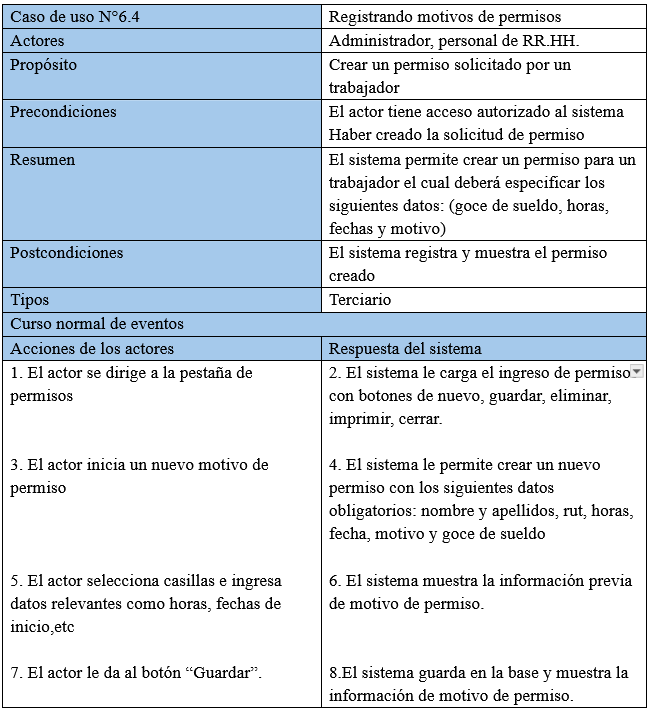 Caso de uso N°6.4
Registrando motivos de permisos
Actores
Administrador, personal de RR.HH.
Propósito
Crear un permiso solicitado por un
trabajador
Precondiciones
El actor tiene acceso autorizado al sistema
Haber creado la solicitud de permiso
Resumen
El sistema permite crear un permiso para un
trabajador el cual deberá especificar los
siguientes datos: (goce de sueldo, horas,
fechas y motivo)
Postcondiciones
El sistema registra y muestra el permiso
creado
Tipos
Terciario
Curso normal de eventos
Acciones de los actores
Respuesta del sistema
1. El actor se dirige a la pestaña de
permisos
2. El sistema le carga el ingreso de permiso
con botones de nuevo, guardar, eliminar,
imprimir, cerrar.
3. El actor inicia un nuevo motivo de
permiso
4. El sistema le permite crear un nuevo
permiso con los siguientes datos
obligatorios: nombre y apellidos, rut, horas,
fecha, motivo y goce de sueldo
5. El actor selecciona casillas e ingresa
datos relevantes como horas, fechas de
inicio,etc
6. El sistema muestra la información previa
de motivo de permiso.
7. El actor le da al botón “Guardar”.
8.El sistema guarda en la base y muestra la
información de motivo de permiso.